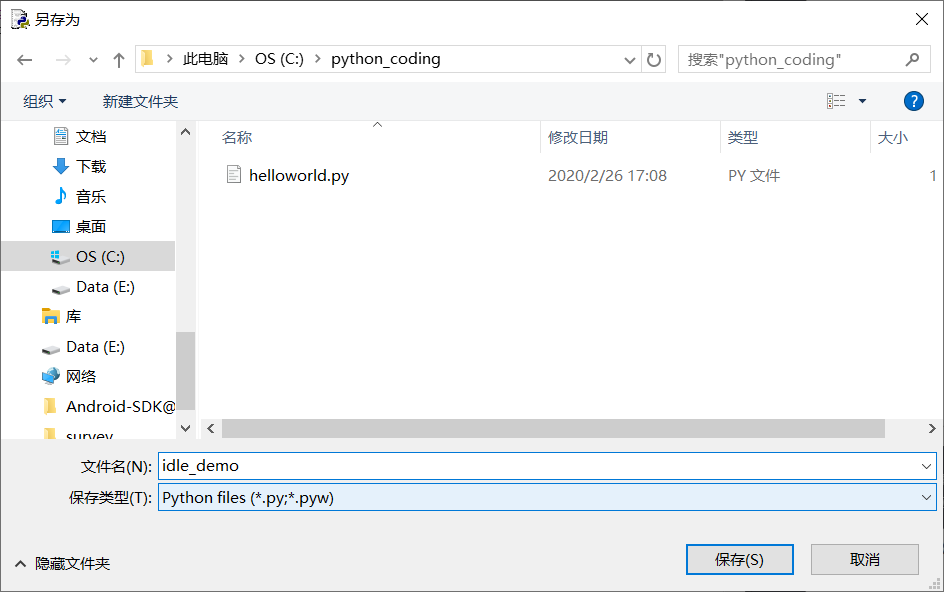 另存为
此电脑 OS (C:) python_coding
搜索"python_coding"
组织 新建文件夹
名称 修改日期 类型 大小
helloworld.py 2020/2/26 17:08 PY 文件 1
文档
下载
音乐
桌面
OS (C:)
Data (E:)
库
Data (E:)
网络
Android-SDK@
survey
文件名(N): idle_demo
保存类型(T): Python files (*.py;*.pyw)
隐藏文件夹 保存(S) 取消